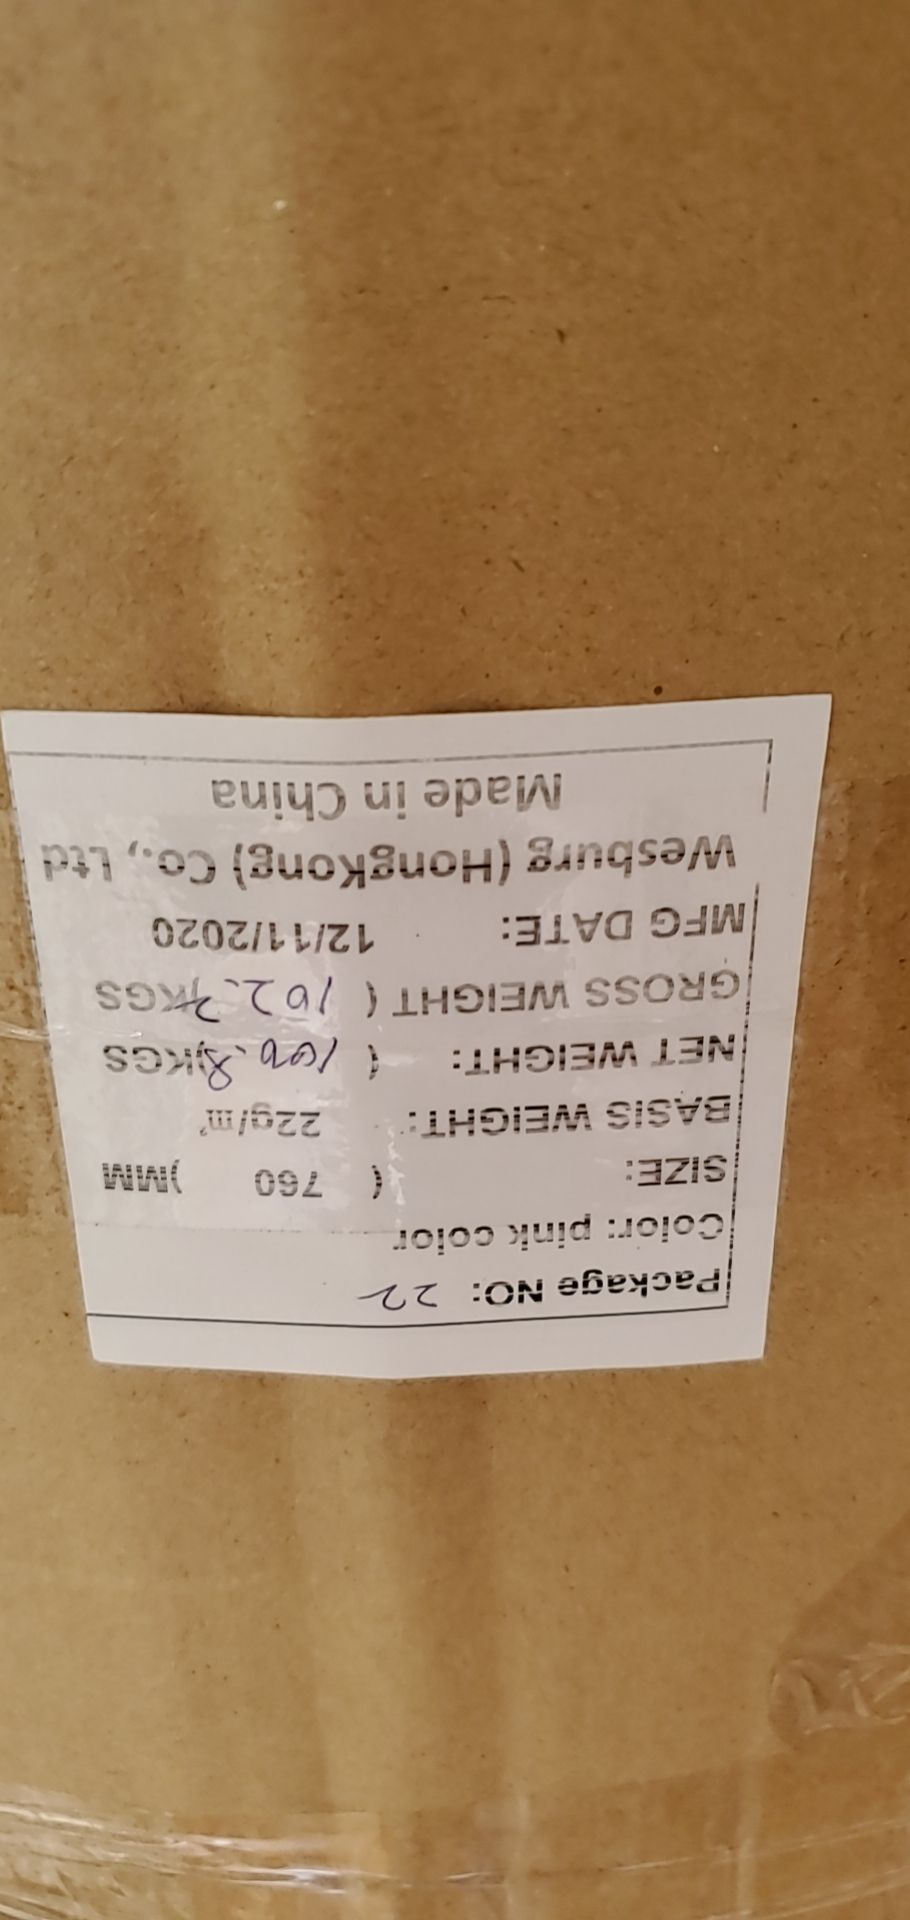 Package NO: 22
Color: pink color
SIZE: ( 760 )MM
BASIS WEIGHT: 22g/m²
NET WEIGHT: ( 100.8)KGS
GROSS WEIGHT ( 102.7)KGS
MFG DATE: 12/11/2020
Wesburg (HongKong) Co., Ltd
Made in China